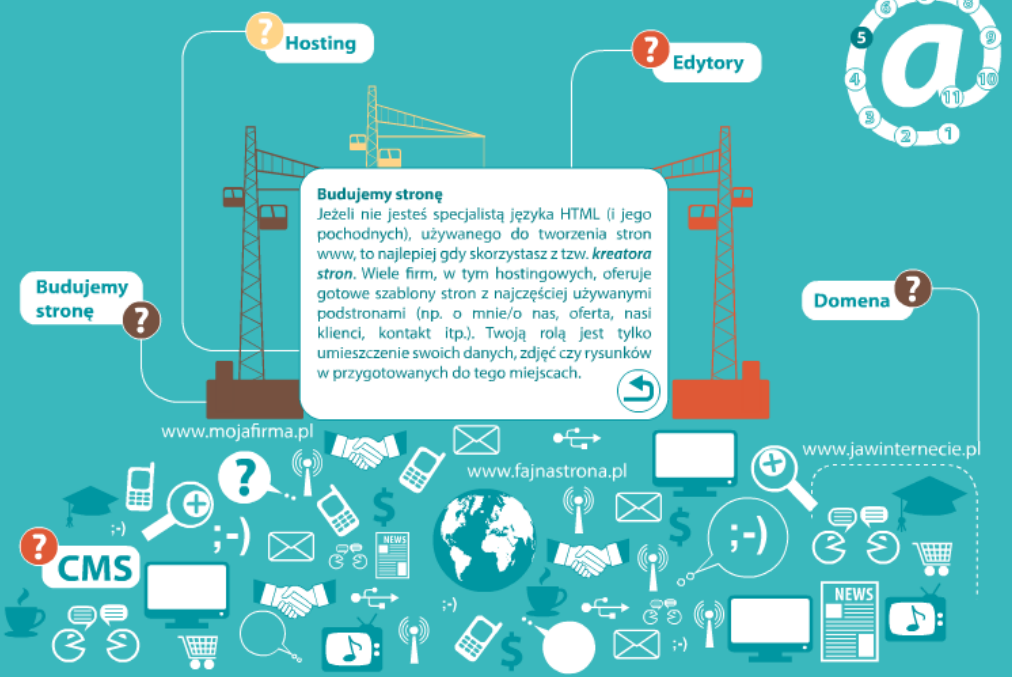 Hosting
Edytory
6
8
5
9
4
10
a
11
3
2
1
Budujemy stronę
Jeżeli nie jesteś specjalistą języka HTML (i jego
pochodnych), używanego do tworzenia stron
www, to najlepiej gdy skorzystasz z tzw. kreatora
stron. Wiele firm, w tym hostingowych, oferuje
gotowe szablony stron z najczęściej używanymi
podstronami (np. o mnie/o nas, oferta, nasi
klienci, kontakt itp.). Twoją rolą jest tylko
umieszczenie swoich danych, zdjęć czy rysunków
w przygotowanych do tego miejscach.
Budujemy
stronę
?
?
?
Domena ?
www.mojafirma.pl
www.fajnastrona.pl
www.jawinternecie.pl
?
$
;-)
;-)
$
;-)
NEWS
?
CMS
;-)
NEWS
;-)
$